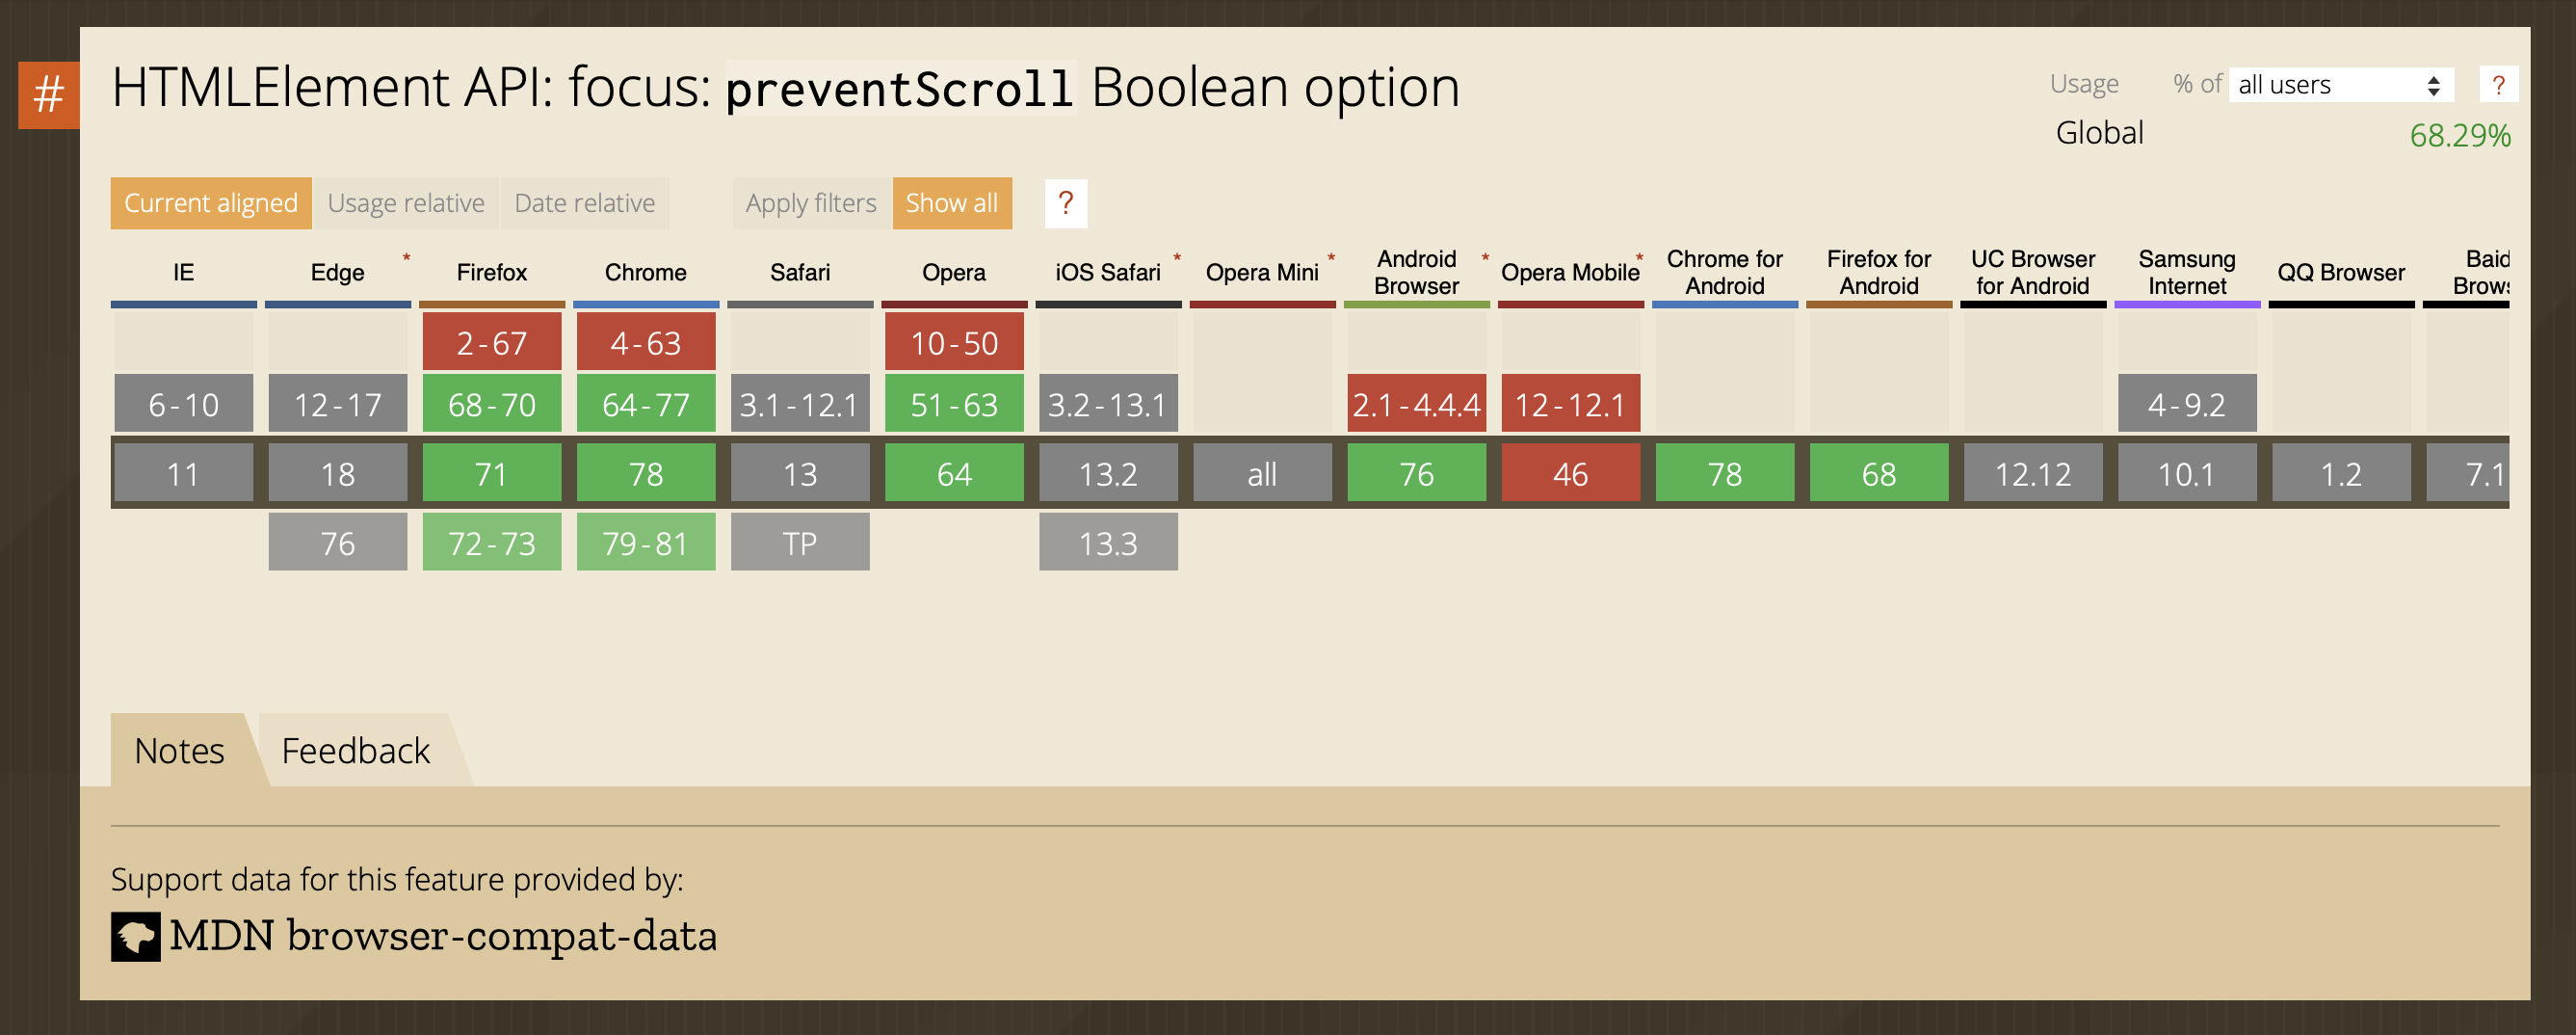 #
HTMLElement API: focus: preventScroll Boolean option
Usage % of all users ?
Global 68.29%
Current aligned Usage relative Date relative Apply filters Show all ?
IE Edge * Firefox Chrome Safari Opera iOS Safari * Opera Mini * Android Browser * Opera Mobile * Chrome for Android Firefox for Android UC Browser for Android Samsung Internet QQ Browser Baid Brows
2-67 4-63 10-50
6-10 12-17 68-70 64-77 3.1-12.1 51-63 3.2-13.1 2.1-4.4.4 12-12.1 4-9.2
11 18 71 78 13 64 13.2 all 76 46 78 68 12.12 10.1 1.2 7.1
76 72-73 79-81 TP 13.3
Notes Feedback
Support data for this feature provided by:
MDN browser-compat-data